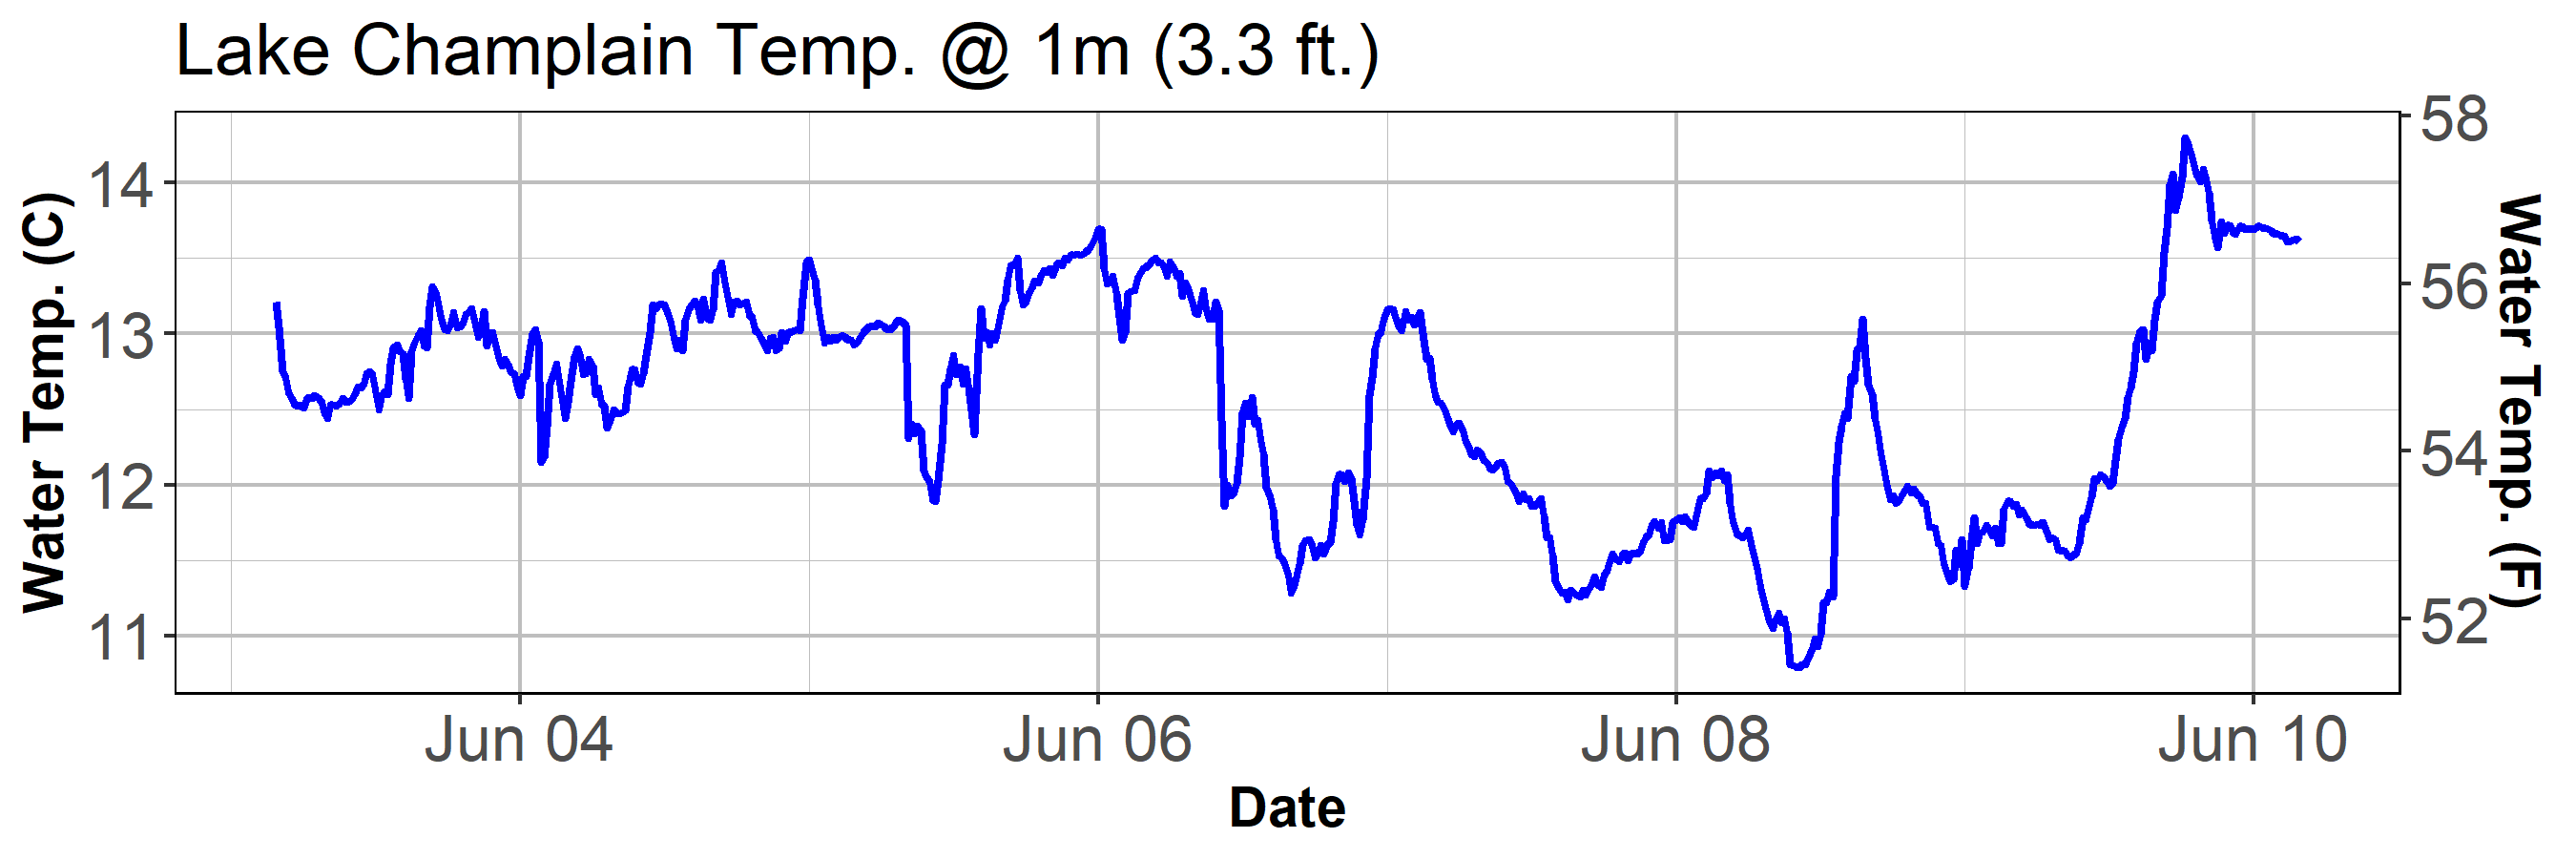 Lake Champlain Temp. @ 1m (3.3 ft.)
Water Temp. (C)
14
13
12
11
58
56
54
52
Water Temp. (F)
Jun 04
Jun 06
Jun 08
Jun 10
Date